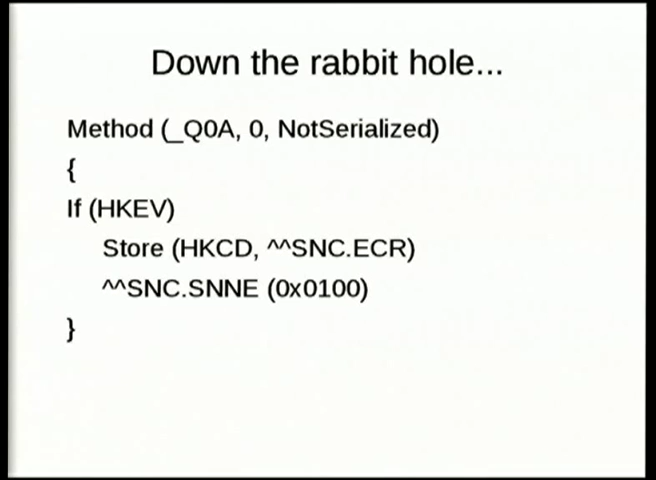 Down the rabbit hole...
Method (_Q0A, 0, NotSerialized)
{
If (HKEV)
Store (HKCD, ^^SNC.ECR)
^^SNC.SNNE (0x0100)
}